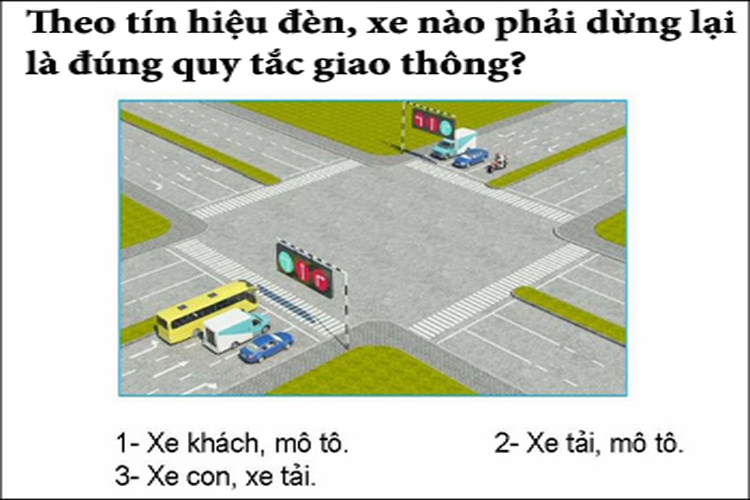 Theo tín hiệu đèn, xe nào phải dừng lại
là đúng quy tắc giao thông?
1- Xe khách, mô tô.
2- Xe tải, mô tô.
3- Xe con, xe tải.